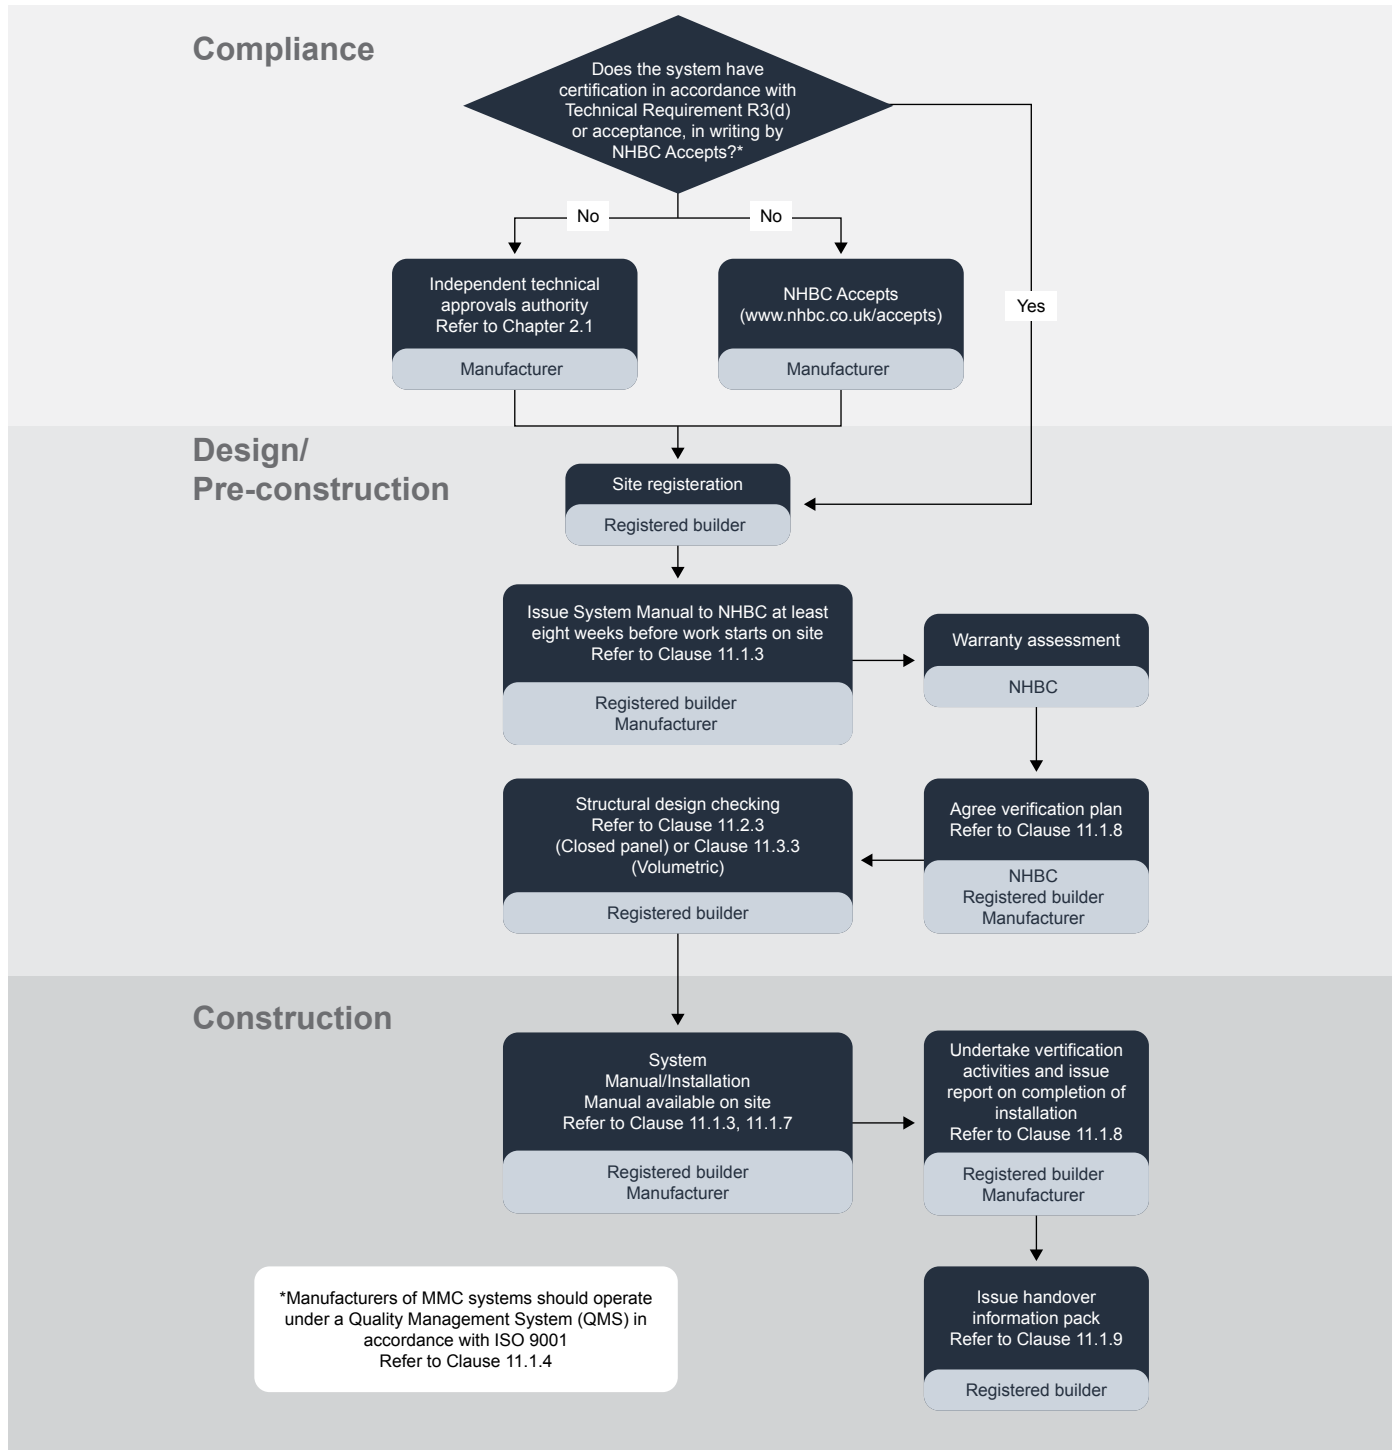 Compliance
Does the system have
certification in accordance with
Technical Requirement R3(d)
or acceptance, in writing by
NHBC Accepts?*
No
No
Independent technical
approvals authority
Refer to Chapter 2.1
Manufacturer
NHBC Accepts
(www.nhbc.co.uk/accepts)
Manufacturer
Yes
Design/
Pre-construction
Site registeration
Registered builder
Issue System Manual to NHBC at least
eight weeks before work starts on site
Refer to Clause 11.1.3
Registered builder
Manufacturer
Warranty assessment
NHBC
Agree verification plan
Refer to Clause 11.1.8
NHBC
Registered builder
Manufacturer
Structural design checking
Refer to Clause 11.2.3
(Closed panel) or Clause 11.3.3
(Volumetric)
Registered builder
Construction
System
Manual/Installation
Manual available on site
Refer to Clause 11.1.3, 11.1.7
Registered builder
Manufacturer
Undertake vertification
activities and issue
report on completion of
installation
Refer to Clause 11.1.8
Registered builder
Manufacturer
Issue handover
information pack
Refer to Clause 11.1.9
Registered builder
*Manufacturers of MMC systems should operate
under a Quality Management System (QMS) in
accordance with ISO 9001
Refer to Clause 11.1.4